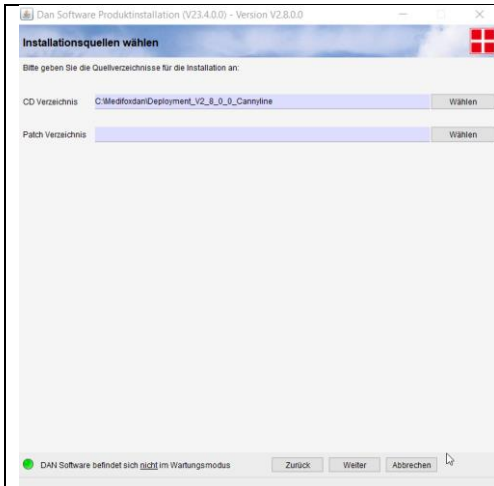 Dan Software Produktinstallation (V23.4.0.0) - Version V2.8.0.0
Installationsquellen wählen
Bitte geben Sie die Quellverzeichnisse für die Installation an:
CD Verzeichnis C:\Medifoxdan\Deployment_V2_8_0_0_Cannyline Wählen
Patch Verzeichnis Wählen
DAN Software befindet sich nicht im Wartungsmodus Zurück Weiter Abbrechen